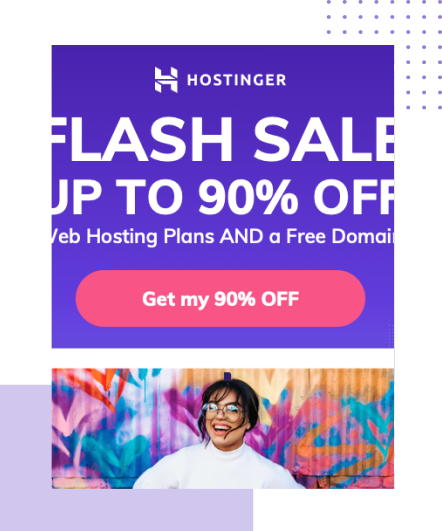 HOSTINGER
FLASH SALE
UP TO 90% OFF
Web Hosting Plans AND a Free Domain
Get my 90% OFF